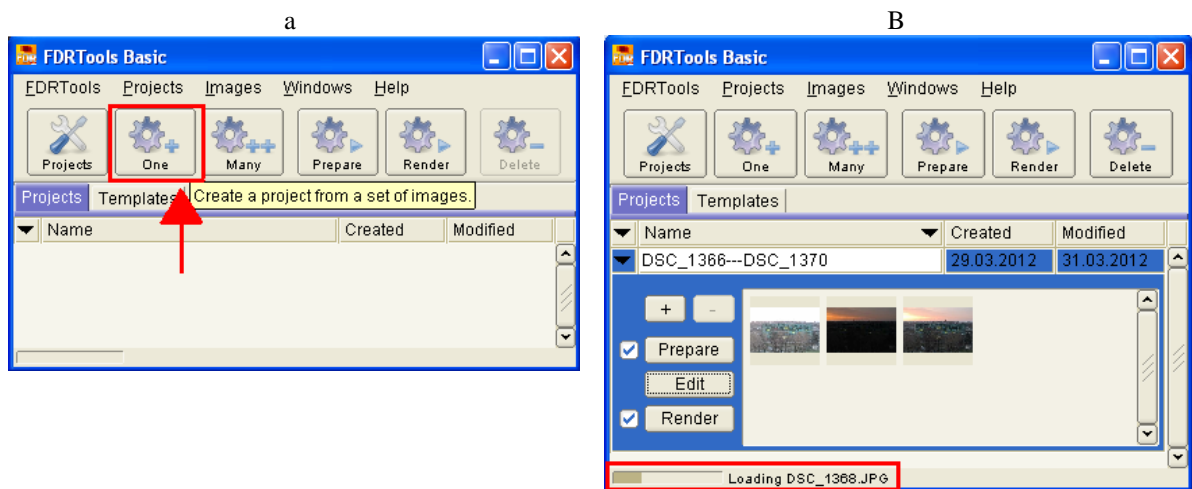 a
FDRTools Basic
FDRTools Projects Images Windows Help
Projects One Many Prepare Render Delete
Projects Templates Create a project from a set of images.
Name Created Modified
B
FDRTools Basic
FDRTools Projects Images Windows Help
Projects One Many Prepare Render Delete
Projects Templates
Name Created Modified
DSC_1366---DSC_1370 29.03.2012 31.03.2012
+ -
Prepare
Edit
Render
Loading DSC_1368.JPG